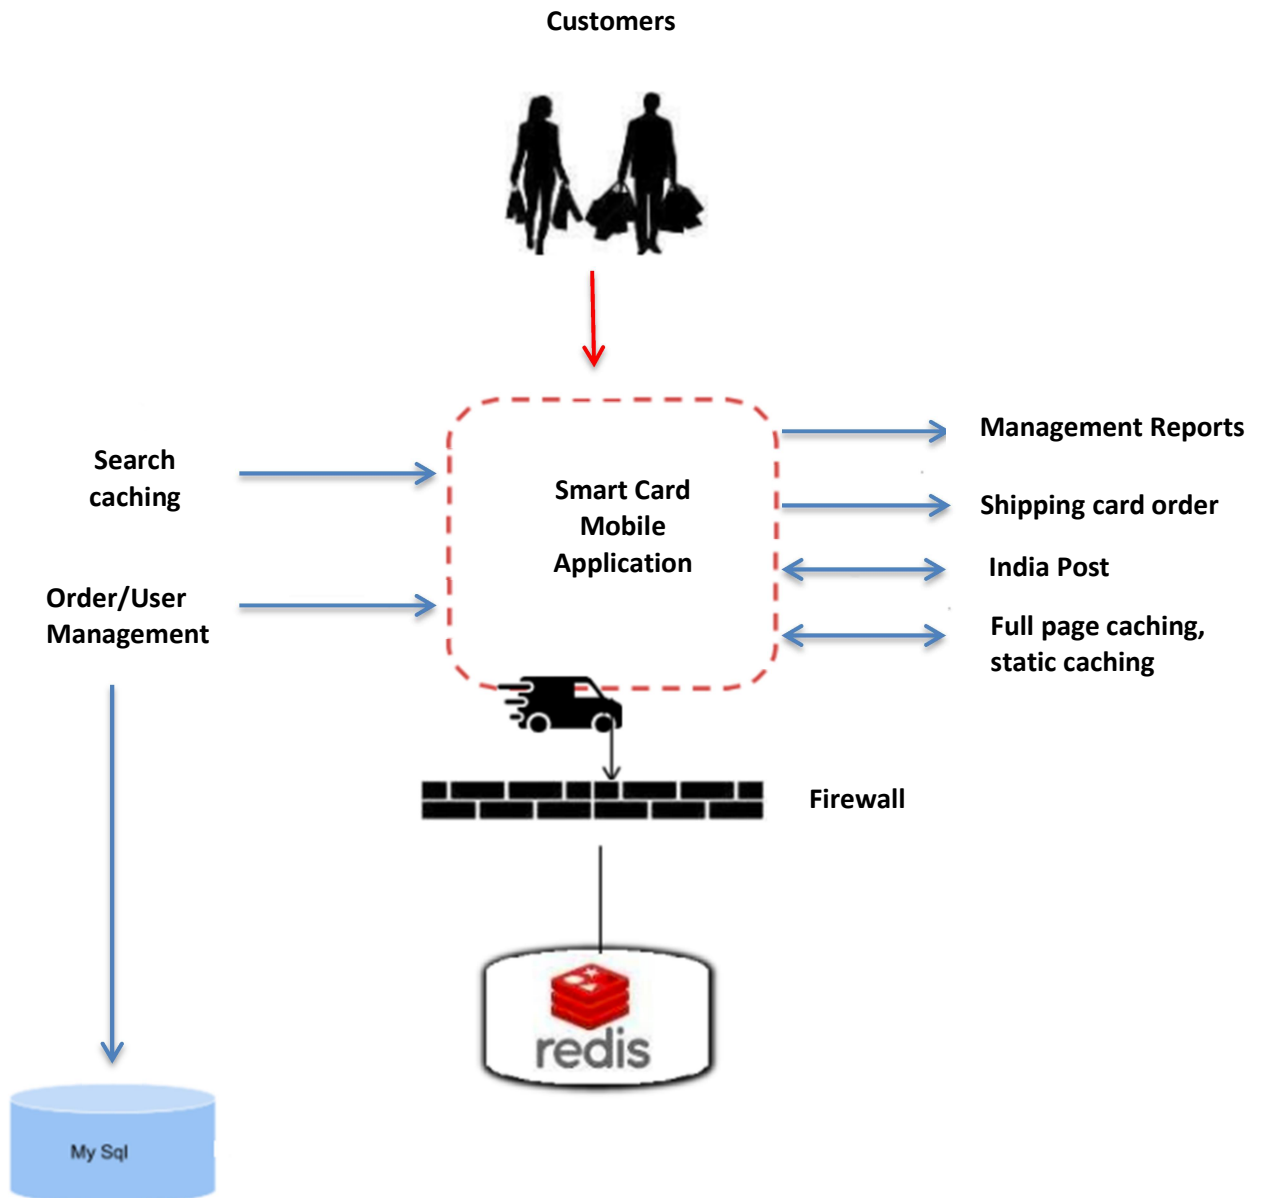 Customers
Search
caching
Order/User
Management
Smart Card
Mobile
Application
Management Reports
Shipping card order
India Post
Full page caching,
static caching
Firewall
redis
My Sql